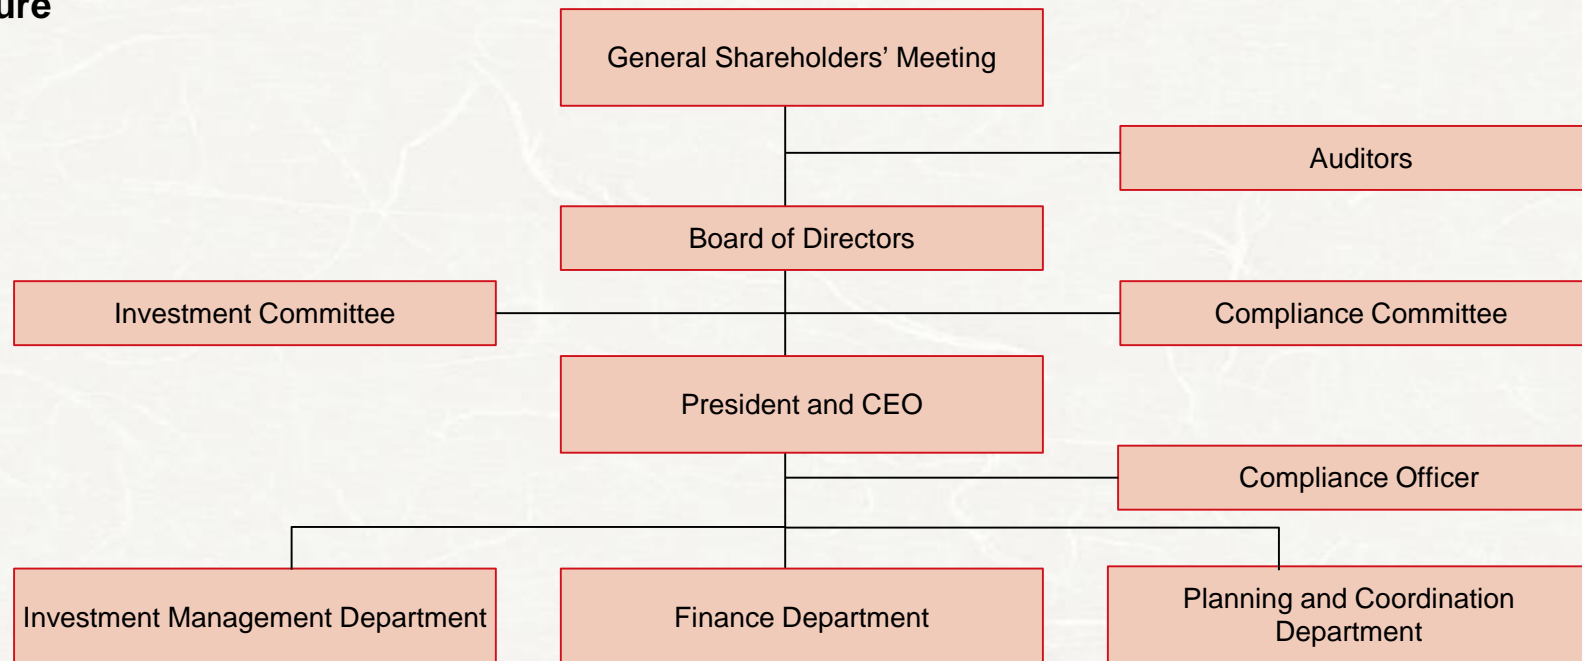 ure
General Shareholders’ Meeting
Auditors
Board of Directors
Investment Committee
Compliance Committee
President and CEO
Compliance Officer
Investment Management Department
Finance Department
Planning and Coordination
Department